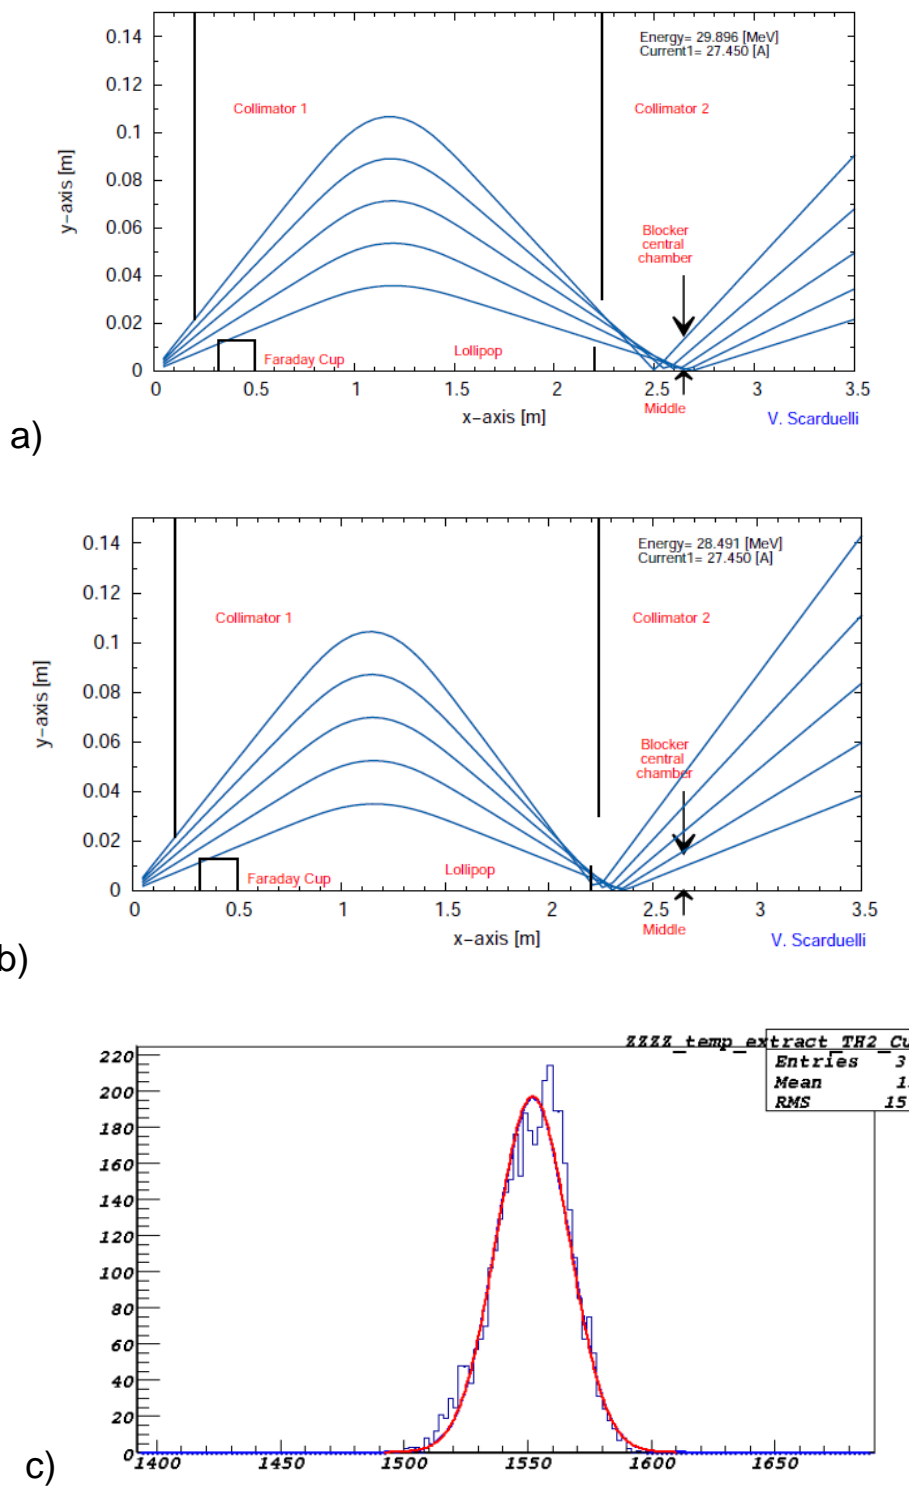 0.14
0.12
0.1
0.08
0.06
0.04
0.02
0
y-axis [m]
Energy= 29.896 [MeV]
Current1= 27.450 [A]
Collimator 1
Collimator 2
Blocker
central
chamber
Lollipop
Faraday Cup
0 0.5 1 1.5 2 2.5 3 3.5
Middle
x-axis [m]
V. Scarduelli
a)
0.14
0.12
0.1
0.08
0.06
0.04
0.02
0
y-axis [m]
Energy= 28.491 [MeV]
Current1= 27.450 [A]
Collimator 1
Collimator 2
Blocker
central
chamber
Lollipop
Faraday Cup
0 0.5 1 1.5 2 2.5 3 3.5
Middle
x-axis [m]
V. Scarduelli
b)
ZZZZ_temp_extract_TH2_Cu
Entries 3
Mean 1
RMS 15
220
200
180
160
140
120
100
80
60
40
20
0
1400 1450 1500 1550 1600 1650
c)